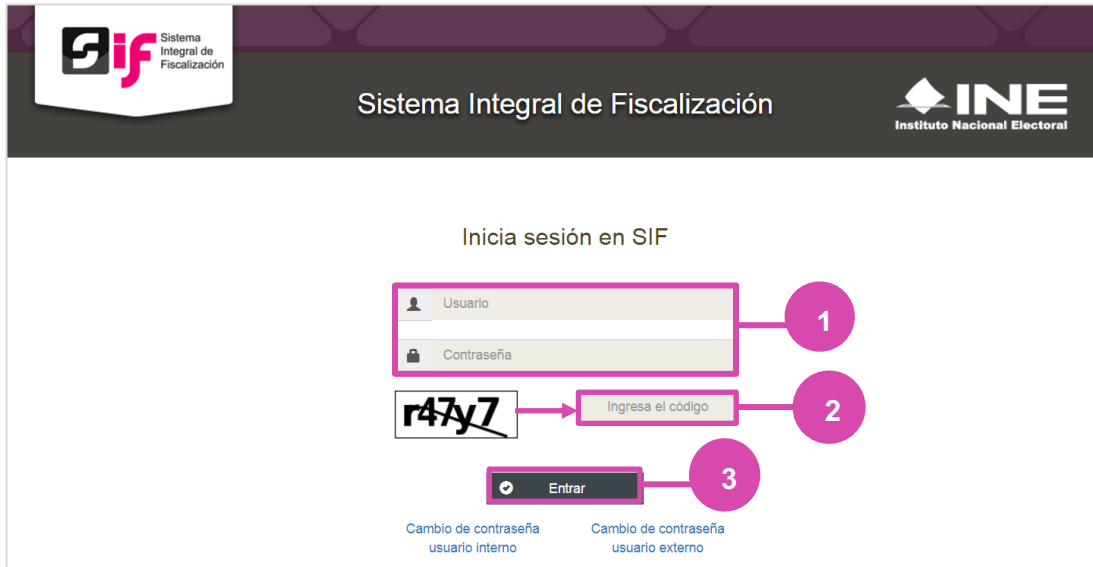 Sif
Sistema
Integral de
Fiscalización
Sistema Integral de Fiscalización
INE
Instituto Nacional Electoral
Inicia sesión en SIF
Usuario
1
Contraseña
r47y7
Ingresa el código
2
Entrar
3
Cambio de contraseña
usuario interno
Cambio de contraseña
usuario externo